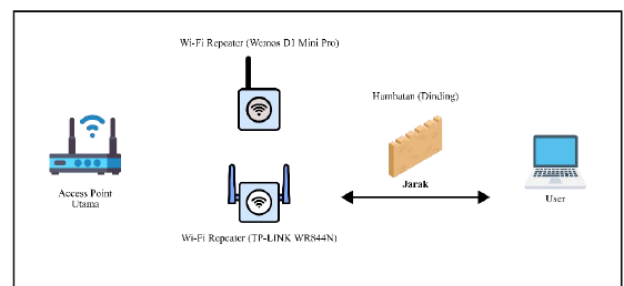 Wi-Fi Repeater (Wemos D1 Mini Pro)
Hambatan (Dinding)
Jarak
Access Point
Utama
User
Wi-Fi Repeater (TP-LINK WR844N)